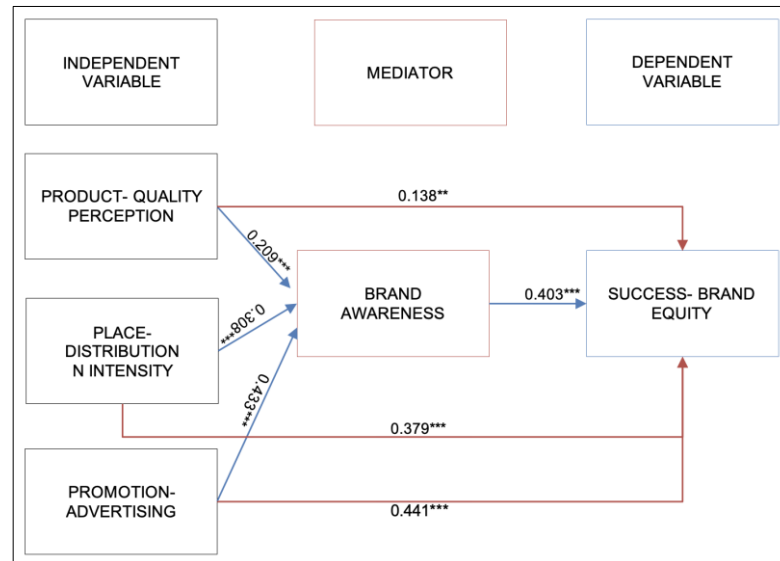 INDEPENDENT
VARIABLE
MEDIATOR
DEPENDENT
VARIABLE
PRODUCT- QUALITY
PERCEPTION
0.138**
0.209***
BRAND
AWARENESS
0.403***
SUCCESS- BRAND
EQUITY
PLACE-
DISTRIBUTION
N INTENSITY
0.308***
0.433***
0.379***
PROMOTION-
ADVERTISING
0.441***